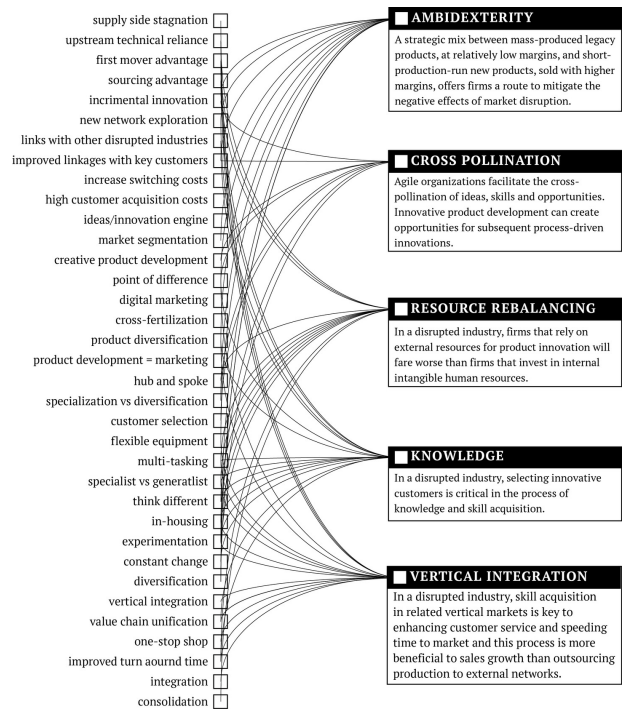 supply side stagnation
upstream technical reliance
first mover advantage
sourcing advantage
incrimental innovation
new network exploration
links with other disrupted industries
improved linkages with key customers
increase switching costs
high customer acquisition costs
ideas/innovation engine
market segmentation
creative product development
point of difference
digital marketing
cross-fertilization
product diversification
product development = marketing
hub and spoke
specialization vs diversification
customer selection
flexible equipment
multi-tasking
specialist vs generatlist
think different
in-housing
experimentation
constant change
diversification
vertical integration
value chain unification
one-stop shop
improved turn aournd time
integration
consolidation
AMBIDEXTERITY
A strategic mix between mass-produced legacy
products, at relatively low margins, and short-
production-run new products, sold with higher
margins, offers firms a route to mitigate the
negative effects of market disruption.
CROSS POLLINATION
Agile organizations facilitate the cross-
pollination of ideas, skills and opportunities.
Innovative product development can create
opportunities for subsequent process-driven
innovations.
RESOURCE REBALANCING
In a disrupted industry, firms that rely on
external resources for product innovation will
fare worse than firms that invest in internal
intangible human resources.
KNOWLEDGE
In a disrupted industry, selecting innovative
customers is critical in the process of
knowledge and skill acquisition.
VERTICAL INTEGRATION
In a disrupted industry, skill acquisition
in related vertical markets is key to
enhancing customer service and speeding
time to market and this process is more
beneficial to sales growth than outsourcing
production to external networks.